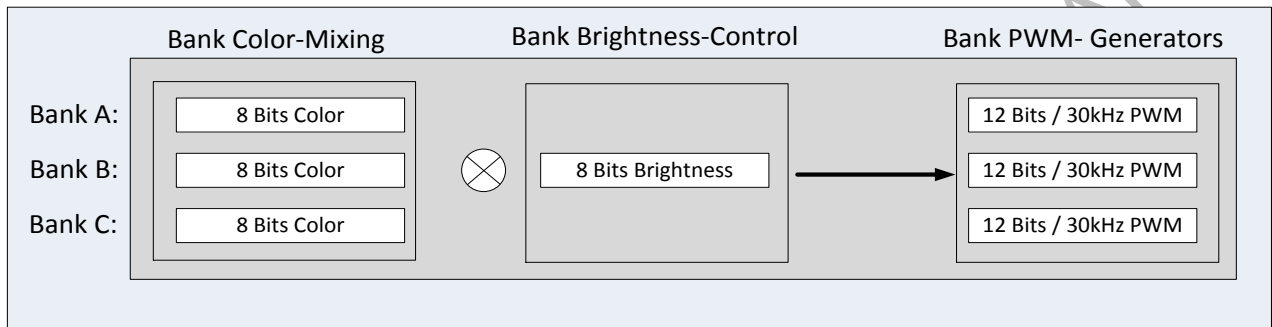 Bank Color-Mixing Bank Brightness-Control Bank PWM- Generators
Bank A: 8 Bits Color 12 Bits / 30kHz PWM
Bank B: 8 Bits Color 8 Bits Brightness 12 Bits / 30kHz PWM
Bank C: 8 Bits Color 12 Bits / 30kHz PWM